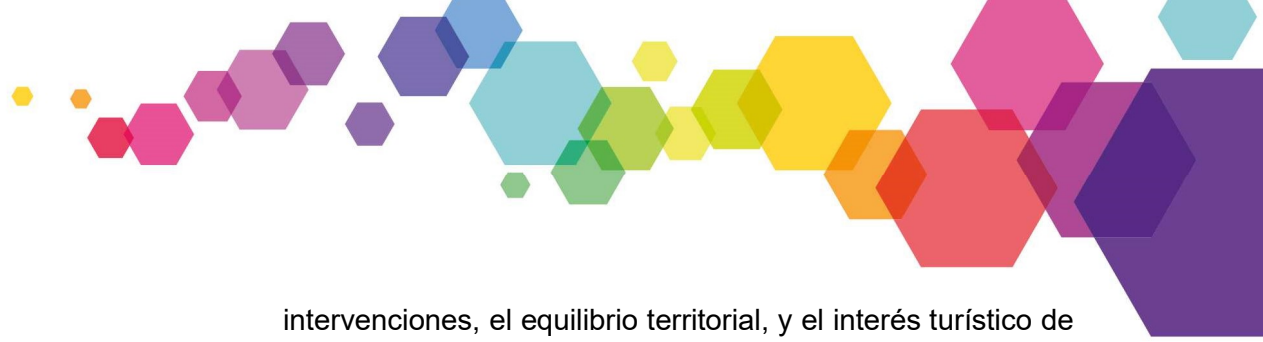 intervenciones, el equilibrio territorial, y el interés turístico de